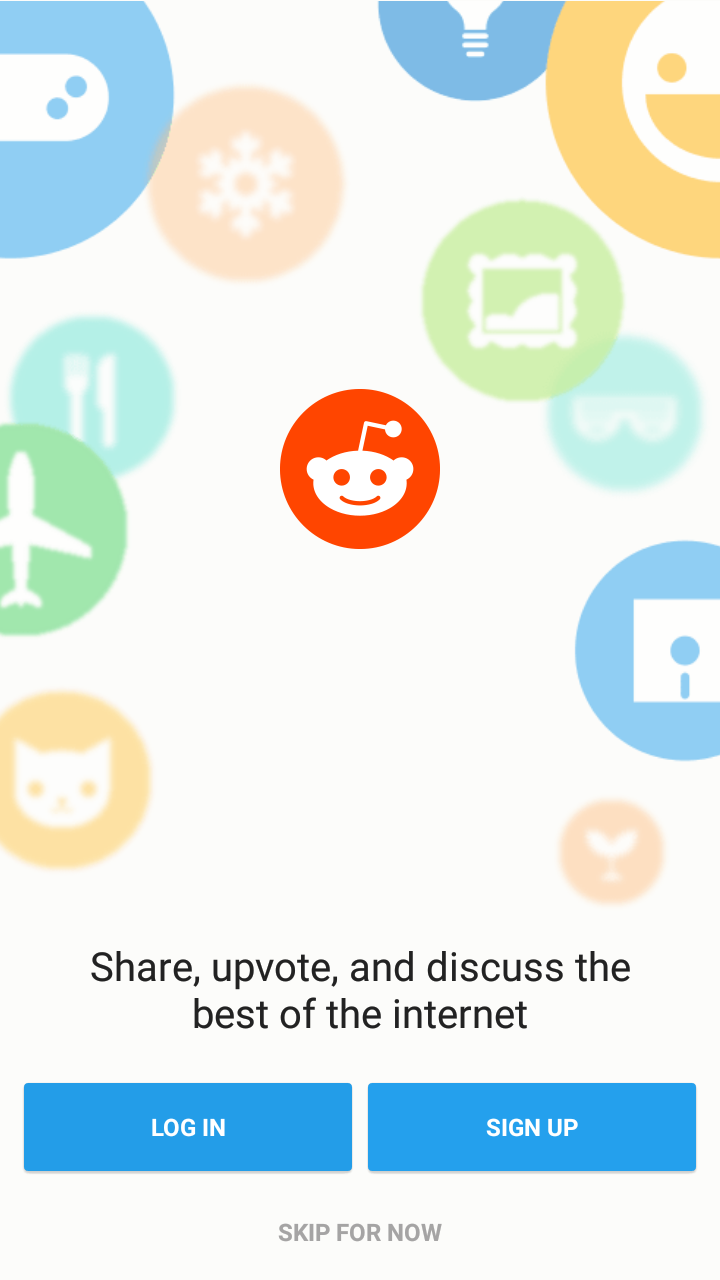 Share, upvote, and discuss the
best of the internet
LOG IN
SIGN UP
SKIP FOR NOW